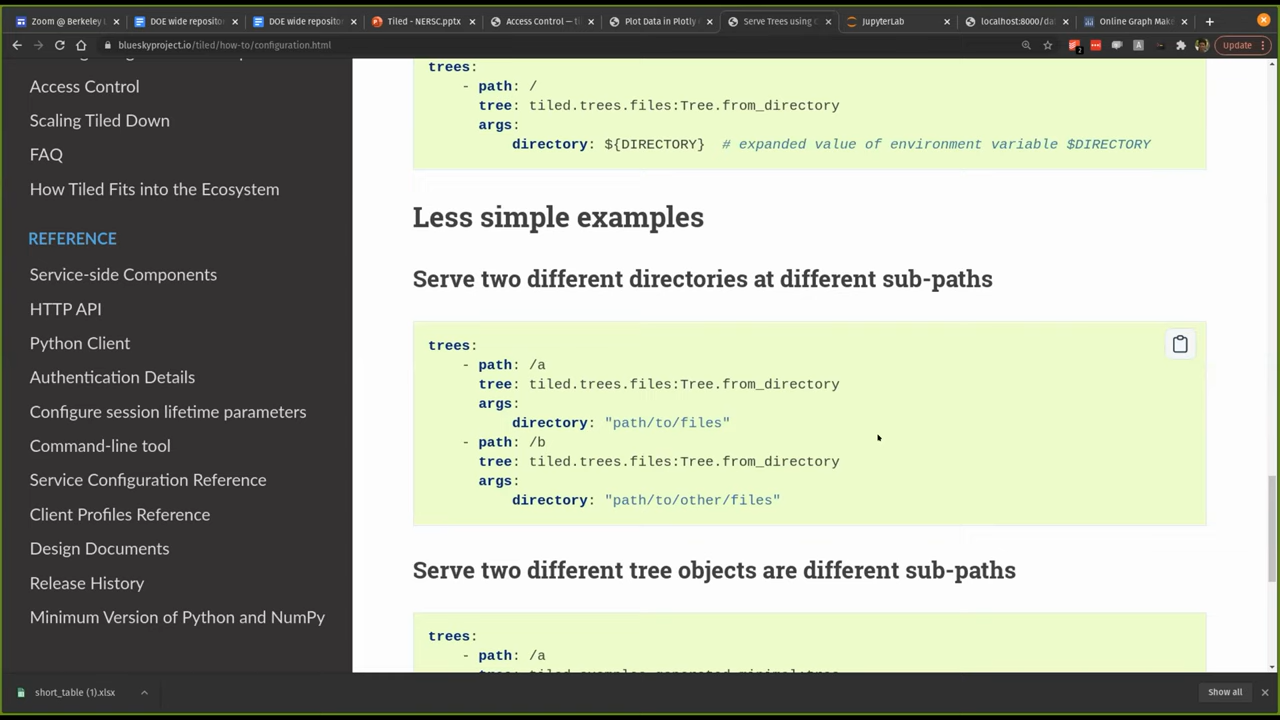 Zoom @ Berkeley L
DOE wide reposito
DOE wide reposito
Tiled - NERSC.pptx
Access Control — ti
Plot Data in Plotly C
Serve Trees using c
JupyterLab
localhost:8000/da
Online Graph Make
blueskyproject.io/tiled/how-to/configuration.html
Update
Access Control
Scaling Tiled Down
FAQ
How Tiled Fits into the Ecosystem
REFERENCE
Service-side Components
HTTP API
Python Client
Authentication Details
Configure session lifetime parameters
Command-line tool
Service Configuration Reference
Client Profiles Reference
Design Documents
Release History
Minimum Version of Python and NumPy
trees:
- path: /
tree: tiled.trees.files:Tree.from_directory
args:
directory: ${DIRECTORY} # expanded value of environment variable $DIRECTORY
Less simple examples
Serve two different directories at different sub-paths
trees:
- path: /a
tree: tiled.trees.files:Tree.from_directory
args:
directory: "path/to/files"
- path: /b
tree: tiled.trees.files:Tree.from_directory
args:
directory: "path/to/other/files"
Serve two different tree objects are different sub-paths
trees:
- path: /a
short_table (1).xlsx
Show all